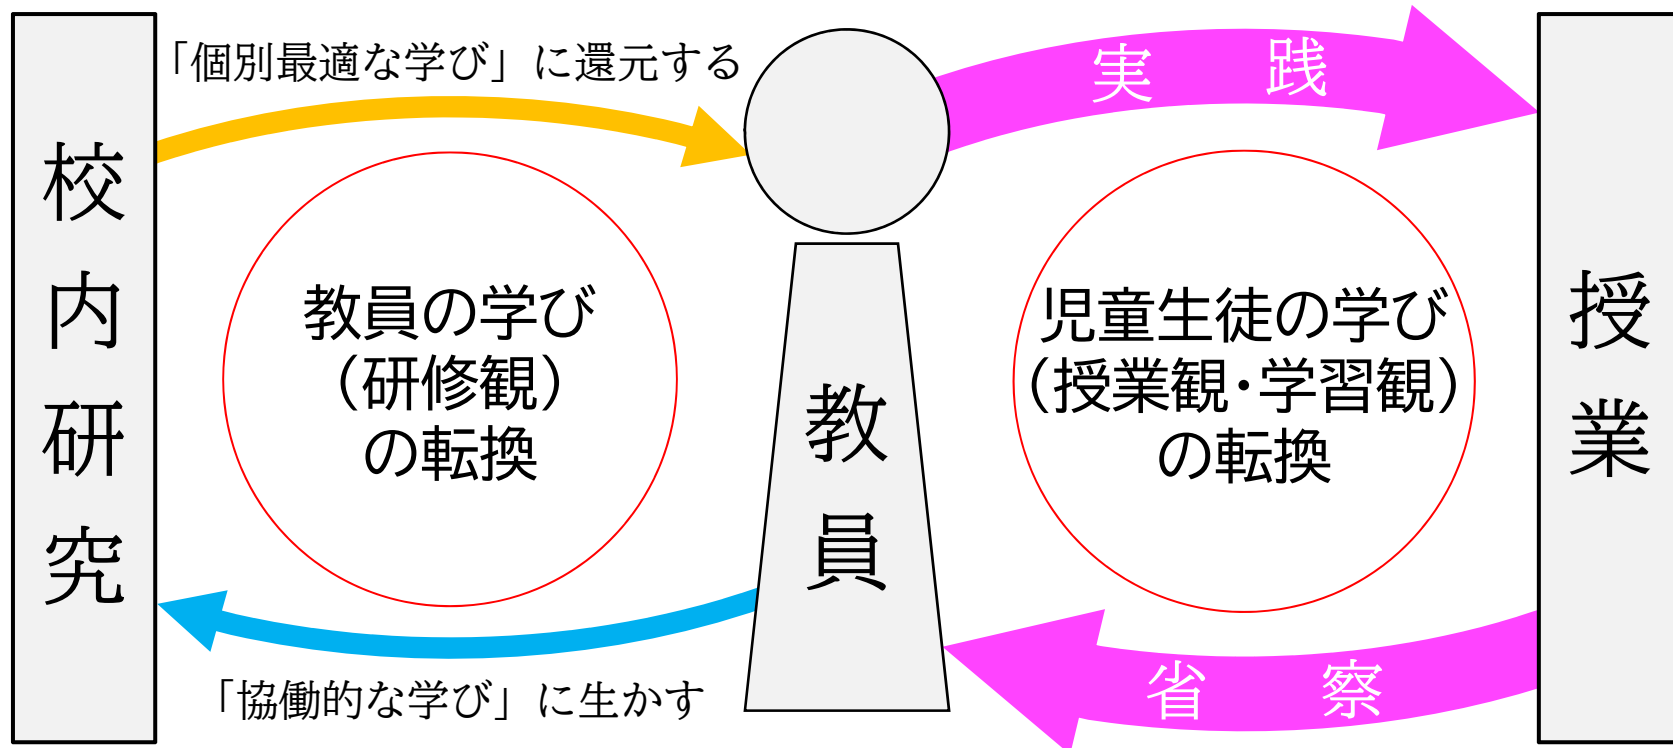 「個別最適な学び」に還元する
実践
校内研究
教員の学び
（研修観）
の転換
教員
児童生徒の学び
（授業観・学習観）
の転換
授業
「協働的な学び」に生かす
省察